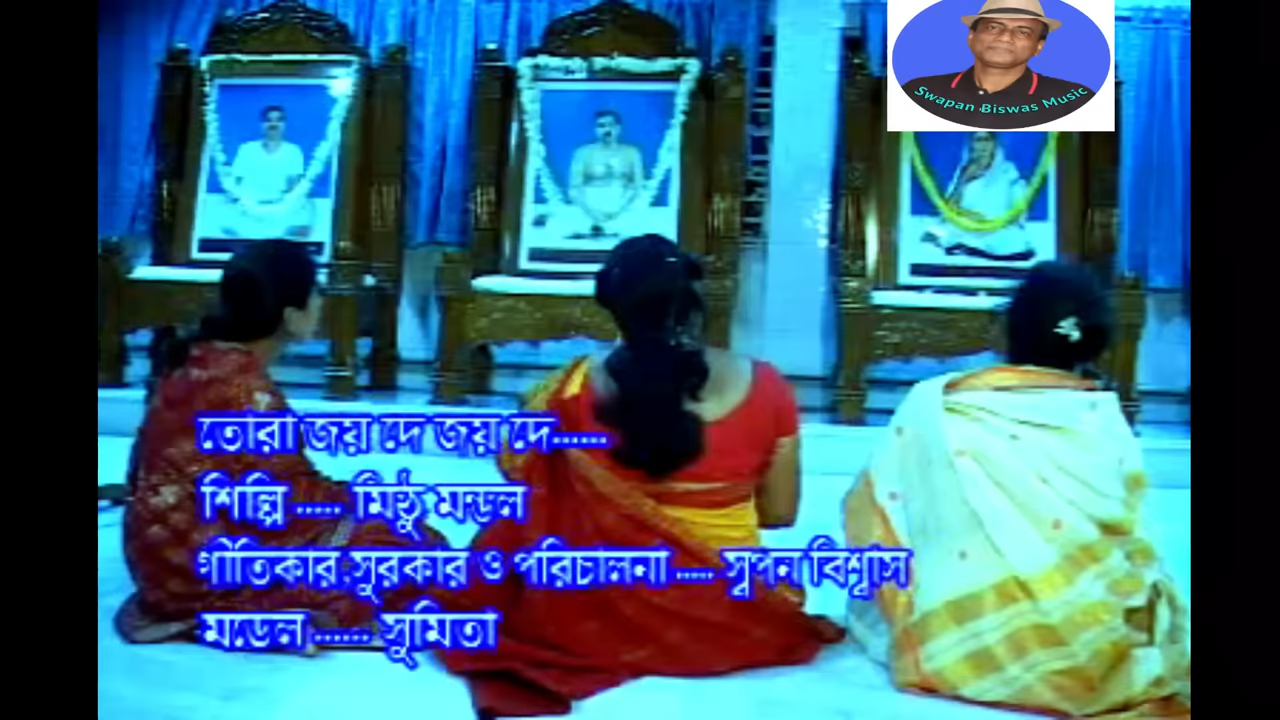 Swapan Biswas Music
তোরা জয় দে জয় দে......
শিল্পি ..... মিঠু মন্ডল
গীতিকার.সুরকার ও পরিচালনা .... স্বপন বিশ্বাস
মডেল ...... সুমিতা